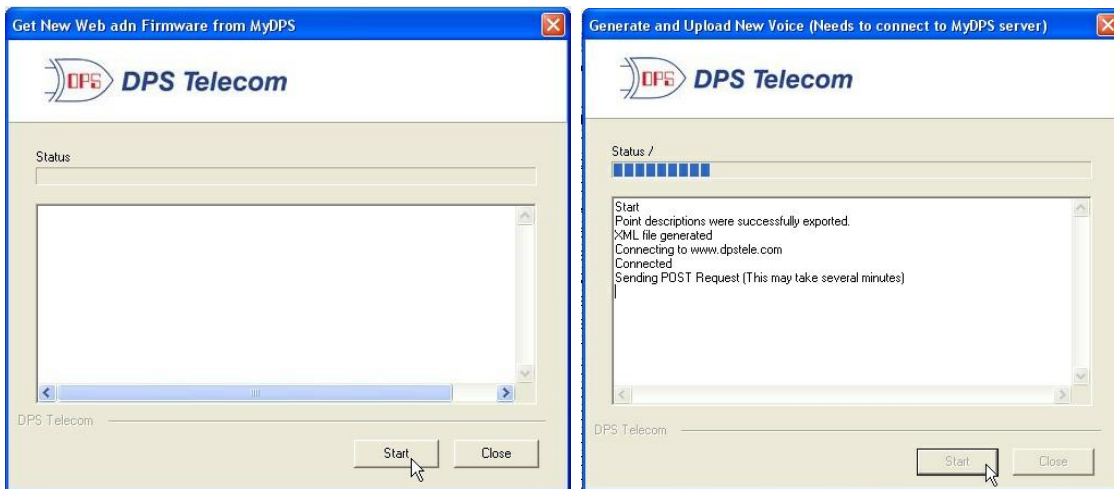 Get New Web adn Firmware from MyDPS
DPS DPS Telecom
Status
DPS Telecom
Start
Close
Generate and Upload New Voice (Needs to connect to MyDPS server)
DPS DPS Telecom
Status /
Start
Point descriptions were successfully exported.
XML file generated
Connecting to www.dpstele.com
Connected
Sending POST Request (This may take several minutes)
DPS Telecom
Start
Close